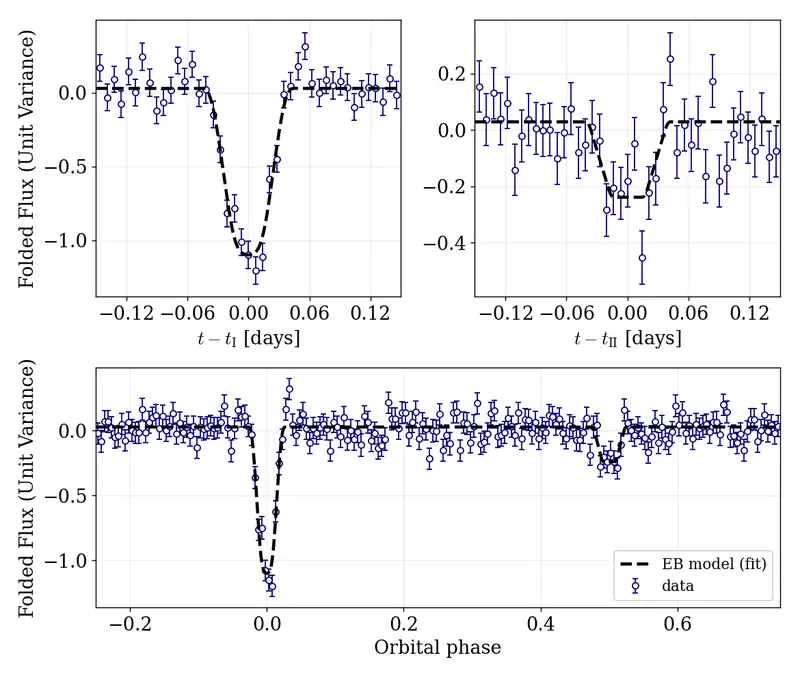 Folded Flux (Unit Variance)
0.0
−0.5
−1.0
−0.12 −0.06 0.00 0.06 0.12
t − t_I [days]
0.2
0.0
−0.2
−0.4
−0.12 −0.06 0.00 0.06 0.12
t − t_II [days]
Folded Flux (Unit Variance)
0.0
−0.5
−1.0
EB model (fit)
data
−0.2 0.0 0.2 0.4 0.6
Orbital phase